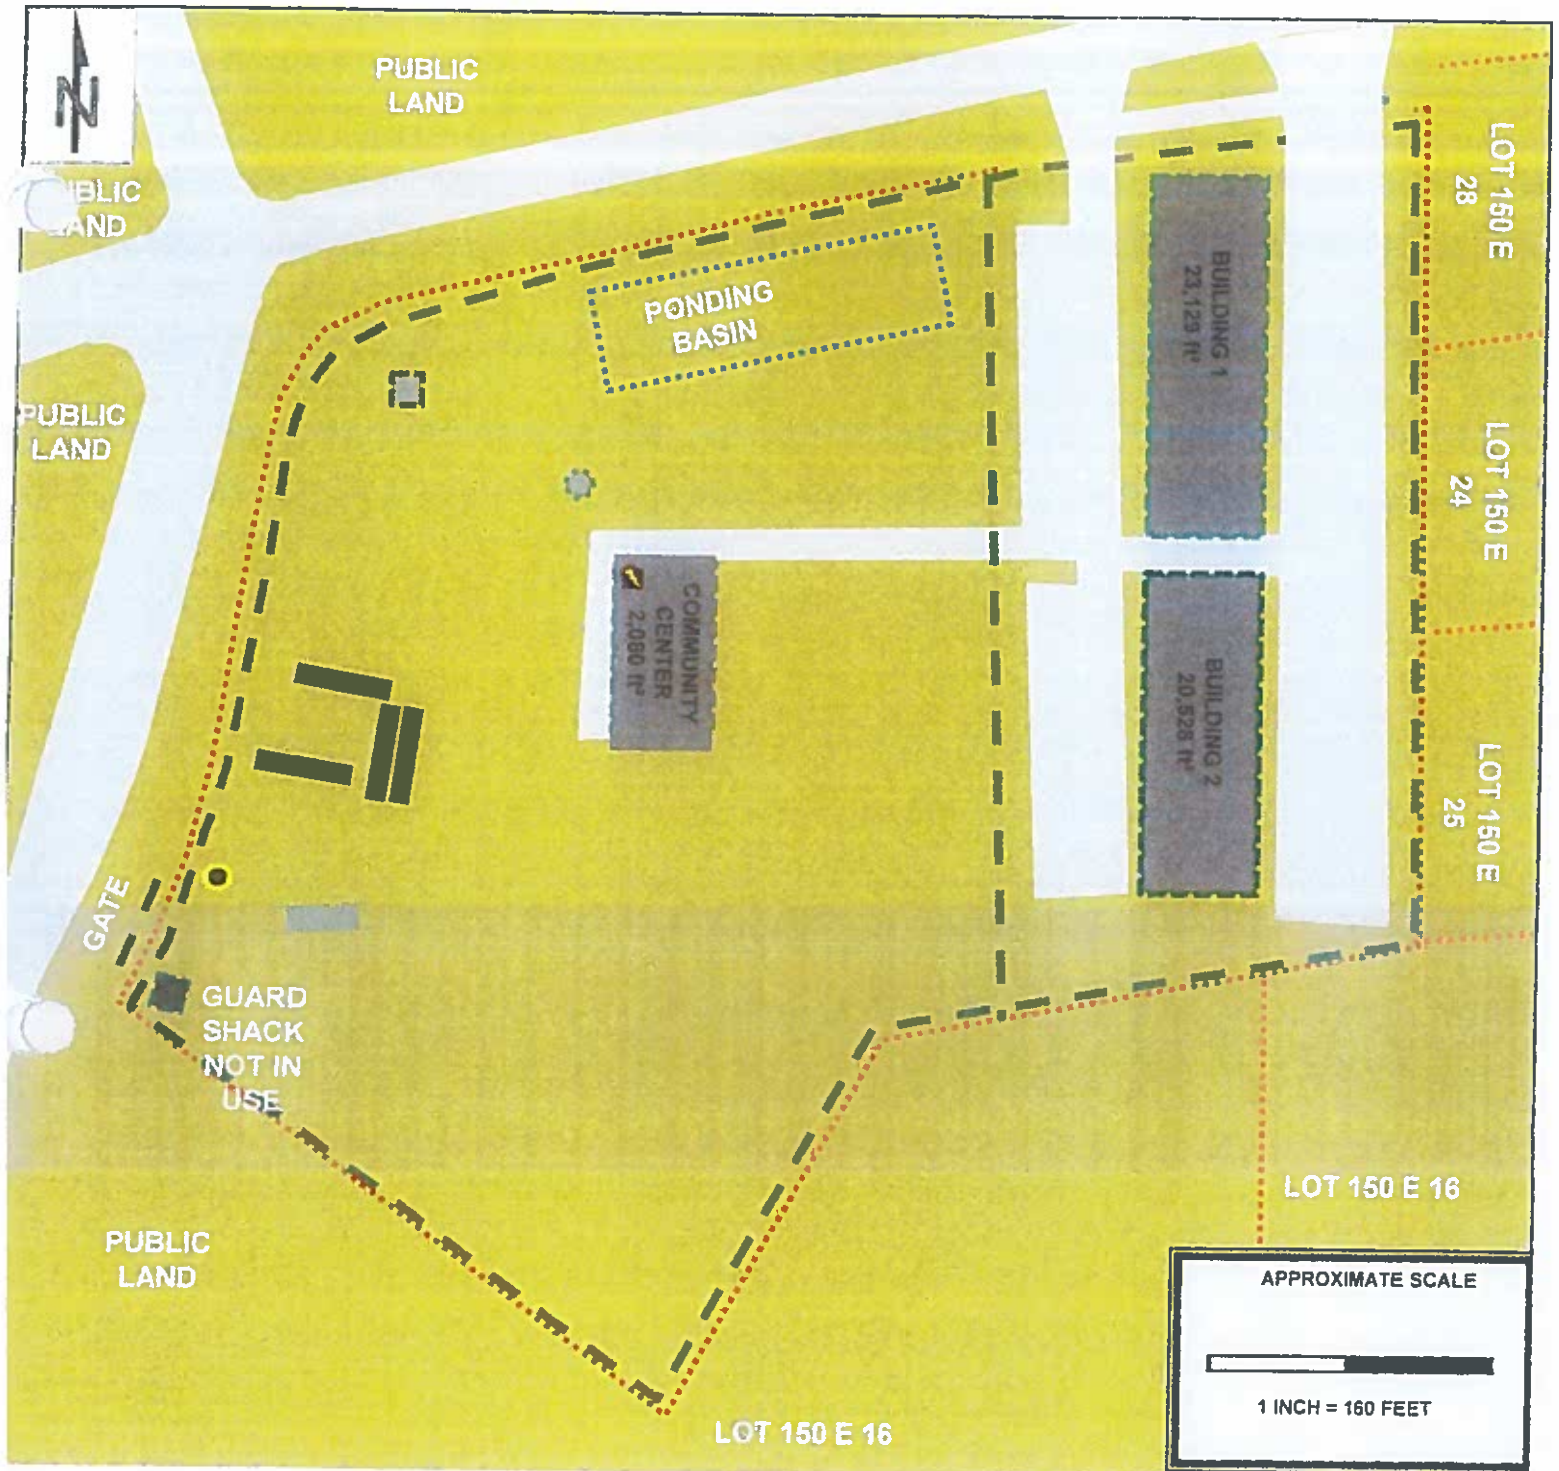 N
PUBLIC
LAND
LAND
PUBLIC
LAND
PONDING
BASIN
BUILDING 1
23,129 ft²
LOT 150 E
28
LOT 150 E
24
COMMUNITY
CENTER
2,080 ft²
BUILDING 2
20,528 ft²
LOT 150 E
25
GATE
GUARD
SHACK
NOT IN
USE
PUBLIC
LAND
LOT 150 E 16
LOT 150 E 16
APPROXIMATE SCALE
1 INCH = 160 FEET